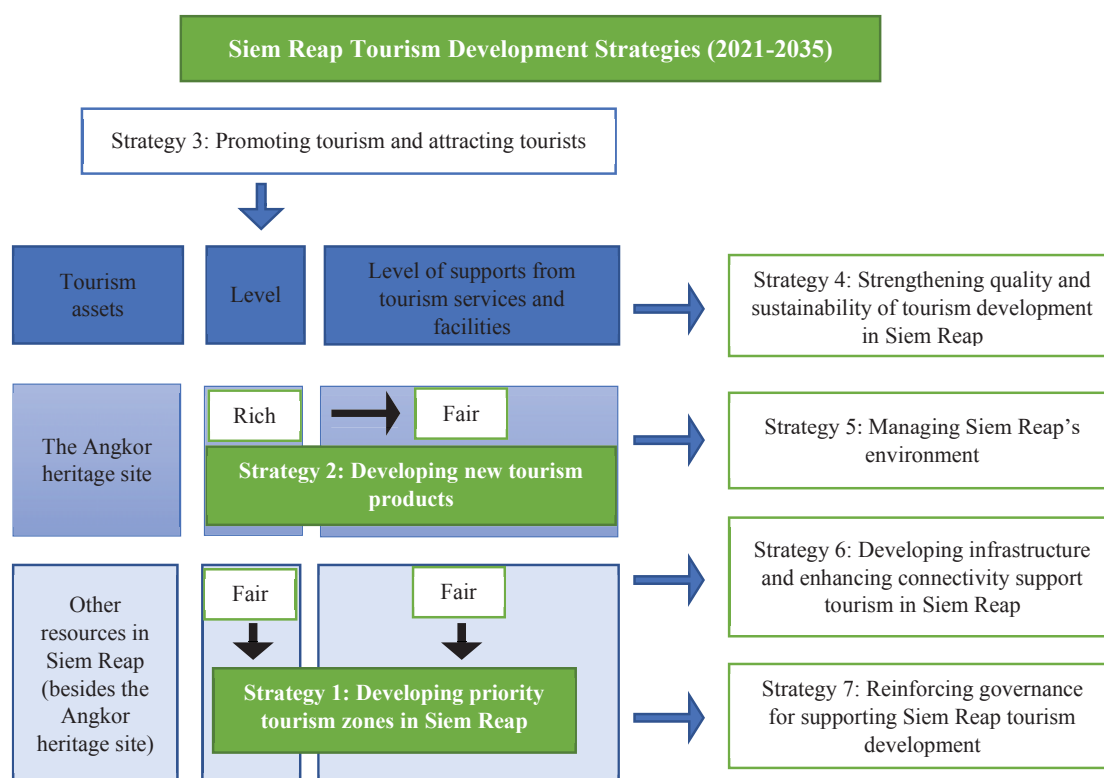 Siem Reap Tourism Development Strategies (2021-2035)
Strategy 3: Promoting tourism and attracting tourists
Tourism
assets
Level
Level of supports from
tourism services and
facilities
Strategy 4: Strengthening quality and
sustainability of tourism development
in Siem Reap
The Angkor
heritage site
Rich
Fair
Strategy 2: Developing new tourism
products
Strategy 5: Managing Siem Reap's
environment
Other
resources in
Siem Reap
(besides the
Angkor
heritage site)
Fair
Fair
Strategy 1: Developing priority
tourism zones in Siem Reap
Strategy 6: Developing infrastructure
and enhancing connectivity support
tourism in Siem Reap
Strategy 7: Reinforcing governance
for supporting Siem Reap tourism
development